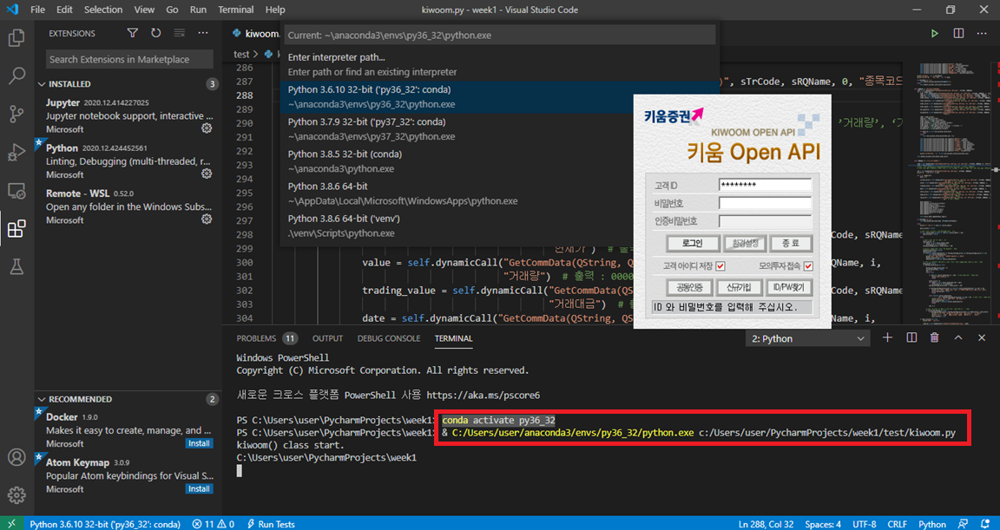 File Edit Selection View Go Run Terminal Help
kiwoom.py - week1 - Visual Studio Code
EXTENSIONS
Search Extensions in Marketplace
INSTALLED 3
Jupyter 2020.12.414227025
Jupyter notebook support, interactive ...
Microsoft
Python 2020.12.424452561
Linting, Debugging (multi-threaded, r...
Microsoft
Remote - WSL 0.52.0
Open any folder in the Windows Subs...
Microsoft
RECOMMENDED 2
Docker 1.9.0
Makes it easy to create, manage, and ...
Microsoft Install
Atom Keymap 3.0.9
Popular Atom keybindings for Visual S...
Microsoft Install
kiwoom.
test >
Current: ~\anaconda3\envs\py36_32\python.exe
Enter interpreter path...
Enter path or find an existing interpreter
Python 3.6.10 32-bit ('py36_32': conda)
~\anaconda3\envs\py36_32\python.exe
Python 3.7.9 32-bit ('py37_32': conda)
~\anaconda3\envs\py37_32\python.exe
Python 3.8.5 32-bit (conda)
~\anaconda3\python.exe
Python 3.8.6 64-bit
~\AppData\Local\Microsoft\WindowsApps\python.exe
Python 3.8.6 64-bit ('venv')
.\venv\Scripts\python.exe
286
287 )", sTrCode, sRQName, 0, "종목코드
288
289
290 '거래량',
291
292
293
294
295
296
297
298 Code, sRQName
299
300 value = self.dynamicCall("GetCommData(QString, Q RQName, i,
301 "거래량") # 출력 : 0000
302 trading_value = self.dynamicCall("GetCommData(QS Code, sRQName
303 "거래대금") #
304 date = self.dynamicCall("GetCommData(QString, QS RQName, i,
키움증권
KIWOOM OPEN API
키움 Open API
고객 ID ********
비밀번호
인증비밀번호
로그인 환경설정 종 료
고객 아이디 저장 모의투자 접속
공동인증 신규가입 ID/PW찾기
ID 와 비밀번호를 입력해 주십시오.
PROBLEMS 11 OUTPUT DEBUG CONSOLE TERMINAL 2: Python
Windows PowerShell
Copyright (C) Microsoft Corporation. All rights reserved.
새로운 크로스 플랫폼 PowerShell 사용 https://aka.ms/pscore6
PS C:\Users\user\PycharmProjects\week1> conda activate py36_32
PS C:\Users\user\PycharmProjects\week1> & C:/Users/user/anaconda3/envs/py36_32/python.exe c:/Users/user/PycharmProjects/week1/test/kiwoom.py
kiwoom() class start.
C:\Users\user\PycharmProjects\week1
Python 3.6.10 32-bit ('py36_32': conda) 11 0 Run Tests
Ln 288, Col 32 Spaces: 4 UTF-8 CRLF Python